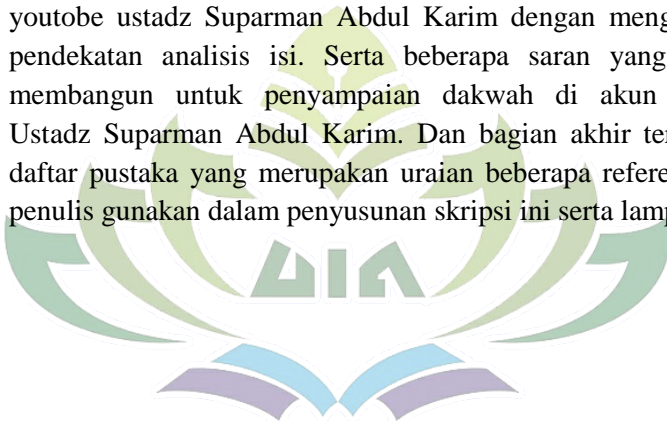 youtobe ustadz Suparman Abdul Karim dengan meng
pendekatan analisis isi. Serta beberapa saran yang
membangun untuk penyampaian dakwah di akun
Ustadz Suparman Abdul Karim. Dan bagian akhir ter
daftar pustaka yang merupakan uraian beberapa refere
penulis gunakan dalam penyusunan skripsi ini serta lamp
UIN